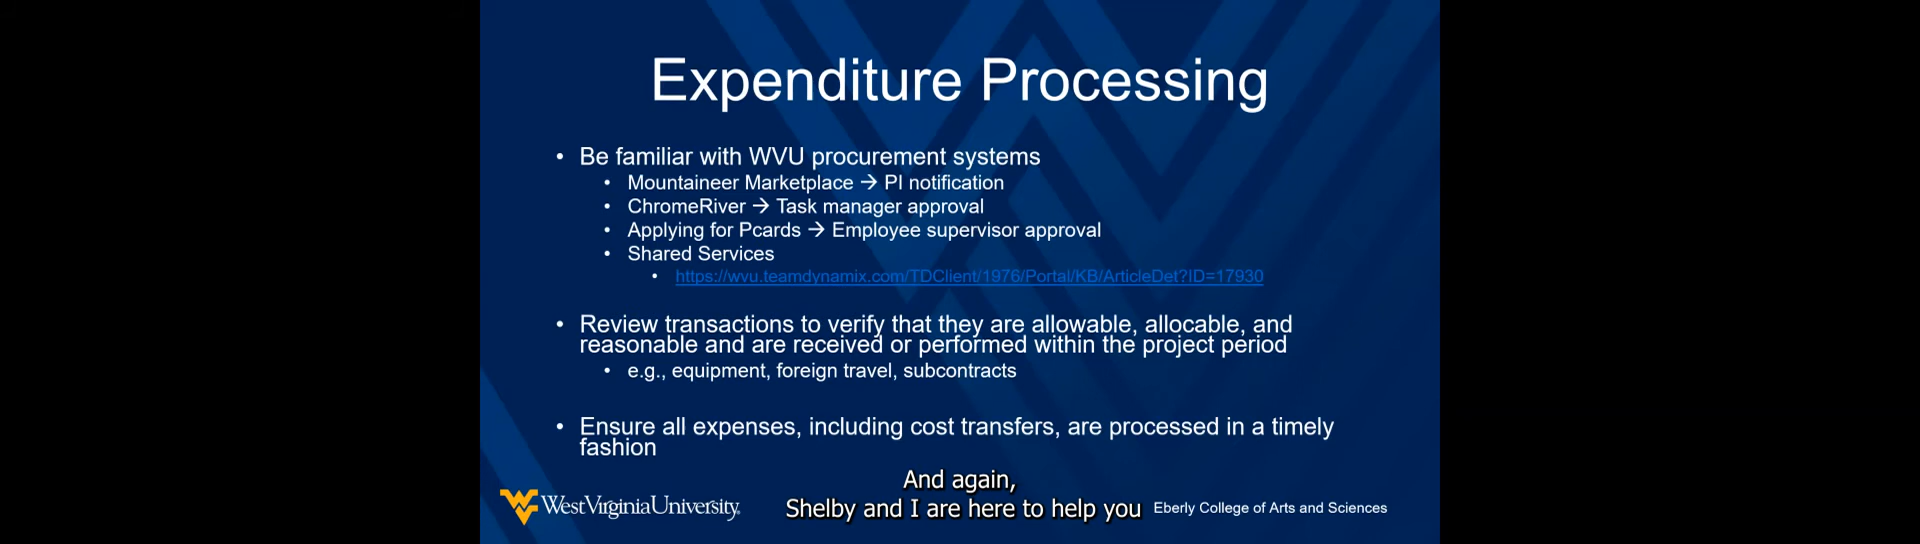 Expenditure Processing
• Be familiar with WVU procurement systems
• Mountaineer Marketplace → PI notification
• ChromeRiver → Task manager approval
• Applying for Pcards → Employee supervisor approval
• Shared Services
• https://wvu.teamdynamix.com/TDClient/1976/Portal/KB/ArticleDet?ID=17930
• Review transactions to verify that they are allowable, allocable, and
reasonable and are received or performed within the project period
• e.g., equipment, foreign travel, subcontracts
• Ensure all expenses, including cost transfers, are processed in a timely
fashion
And again,
Shelby and I are here to help you
WestVirginiaUniversity.
Eberly College of Arts and Sciences